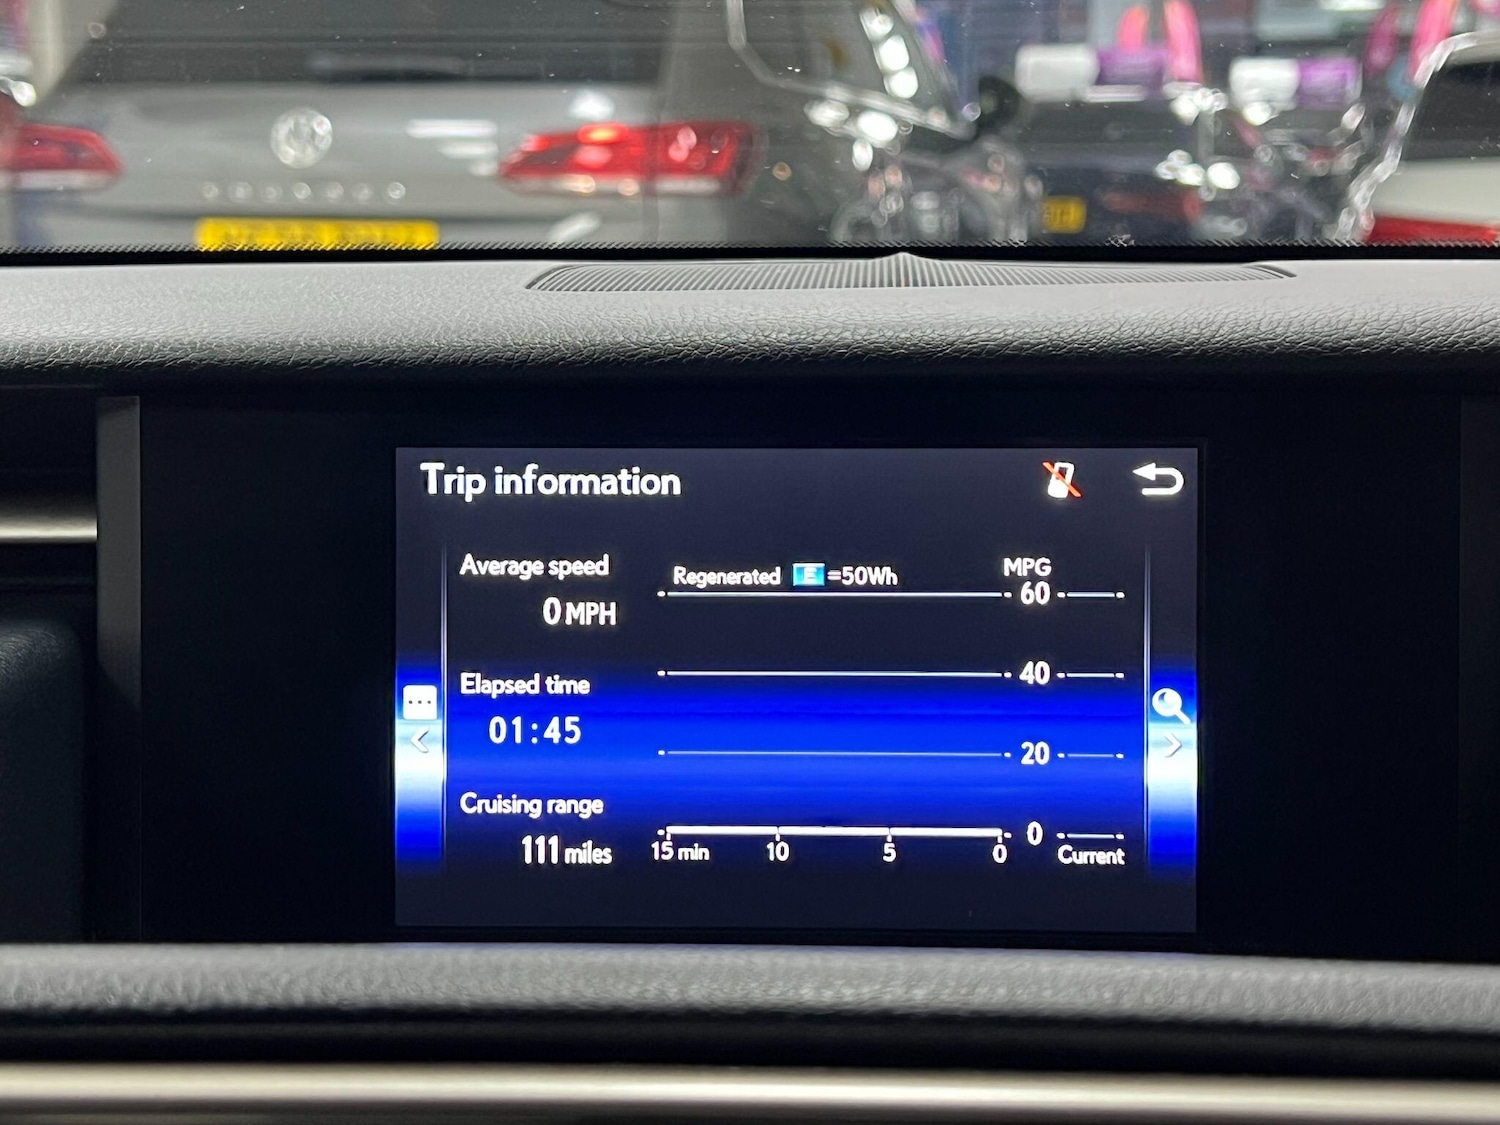 Trip information
Average speed
0 MPH
Elapsed time
01:45
Cruising range
111 miles
Regenerated E =50Wh
MPG
60
40
20
0
15 min 10 5 0
Current